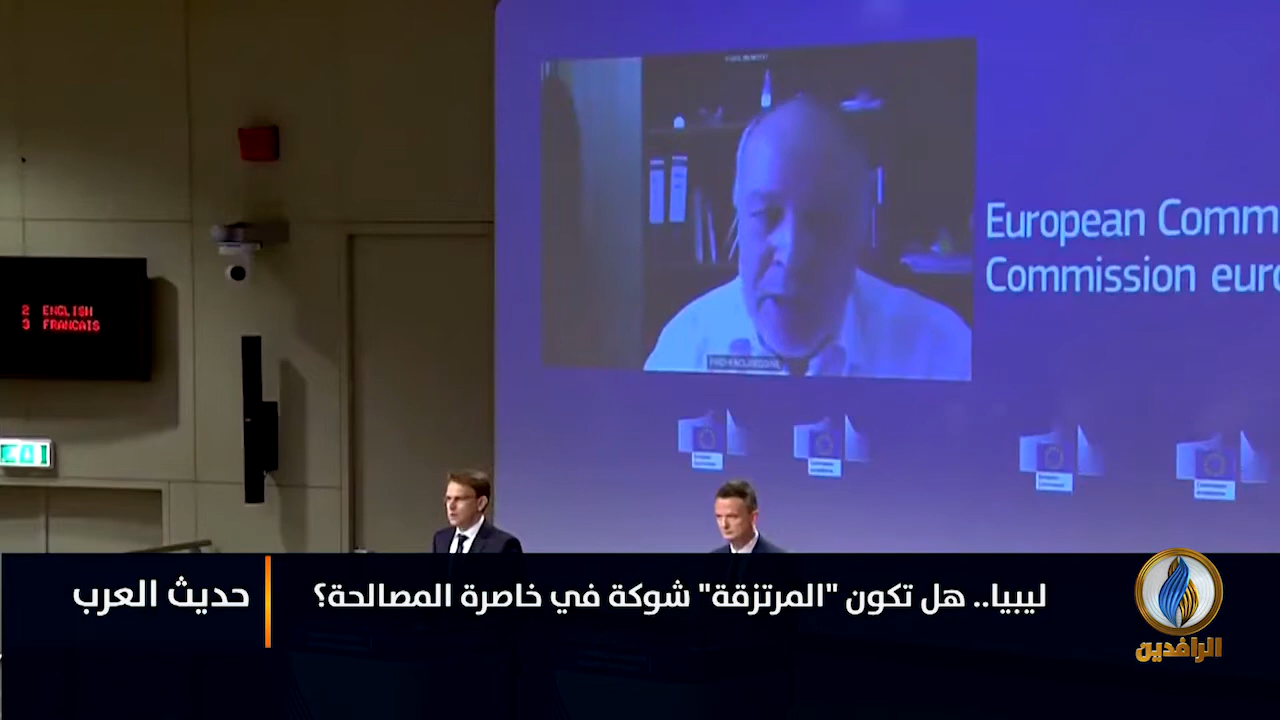 European Comm
Commission euro
2 ENGLISH
3 FRANCAIS
ليبيا.. هل تكون "المرتزقة" شوكة في خاصرة المصالحة؟
حديث العرب
الرافدين